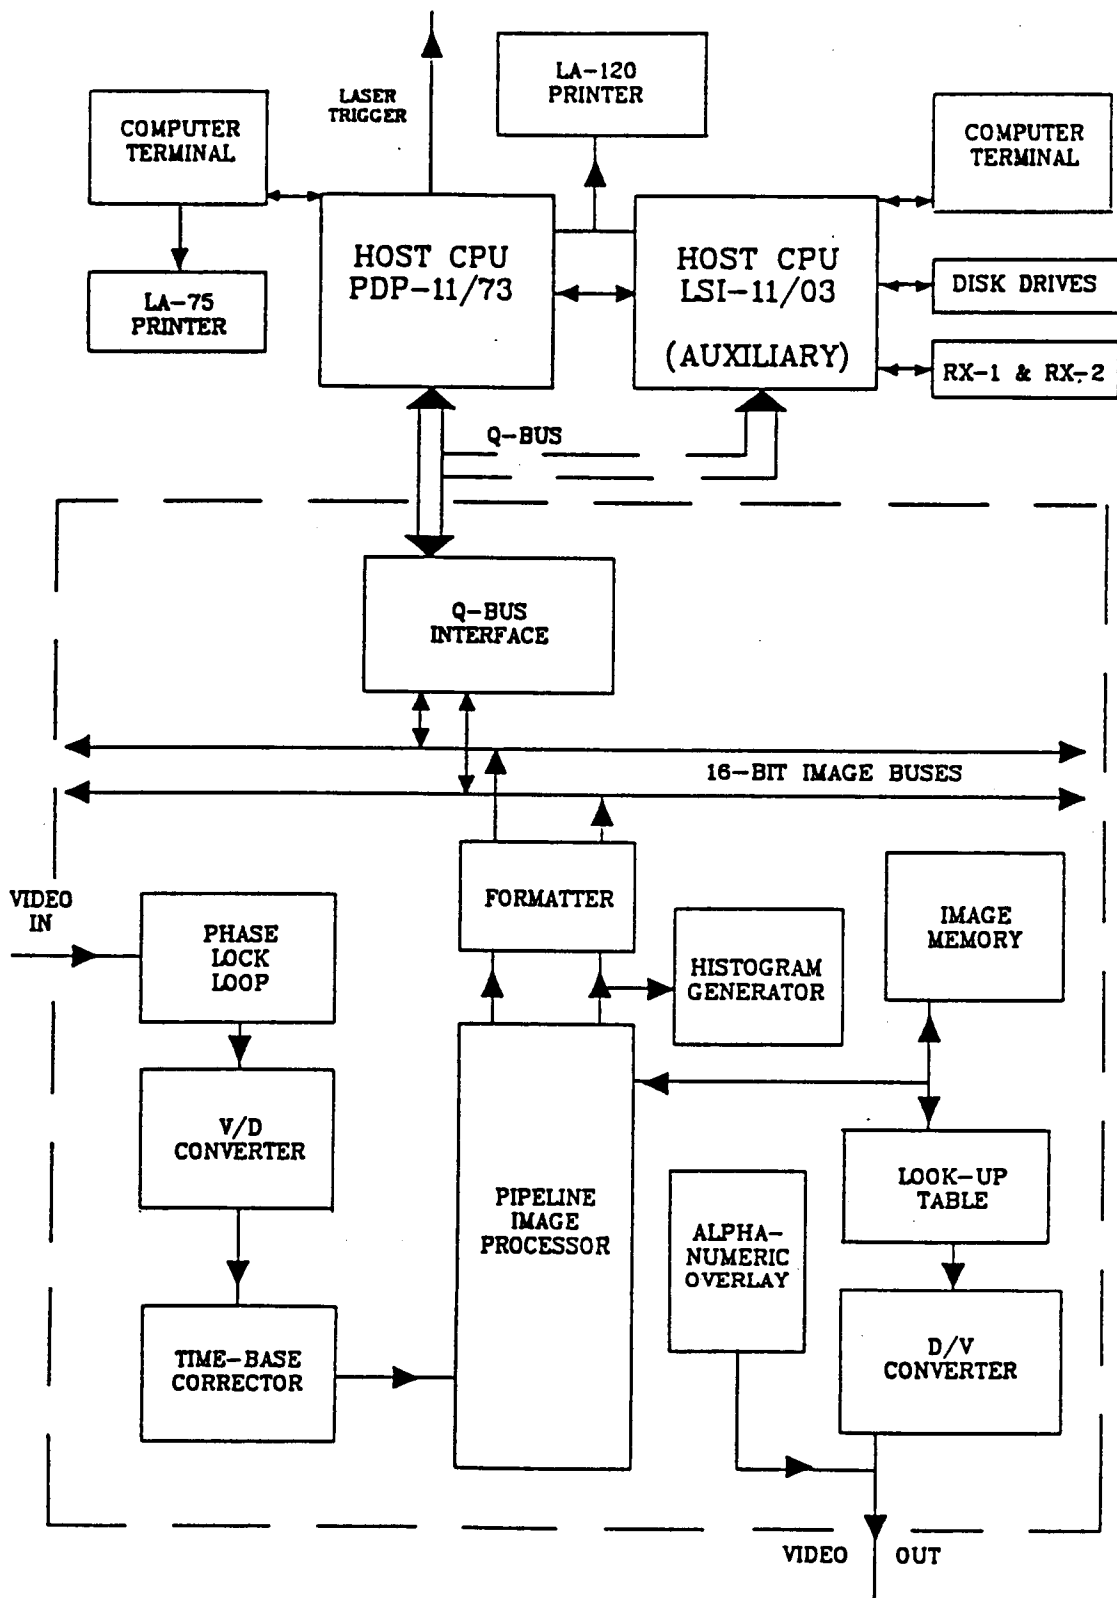 LASER
TRIGGER
LA-120
PRINTER
COMPUTER
TERMINAL
COMPUTER
TERMINAL
HOST CPU
PDP-11/73
HOST CPU
LSI-11/03
(AUXILIARY)
LA-75
PRINTER
DISK DRIVES
RX-1 & RX-2
Q-BUS
Q-BUS
INTERFACE
16-BIT IMAGE BUSES
VIDEO
IN
PHASE
LOCK
LOOP
FORMATTER
HISTOGRAM
GENERATOR
IMAGE
MEMORY
V/D
CONVERTER
PIPELINE
IMAGE
PROCESSOR
ALPHA-
NUMERIC
OVERLAY
LOOK-UP
TABLE
TIME-BASE
CORRECTOR
D/V
CONVERTER
VIDEO OUT